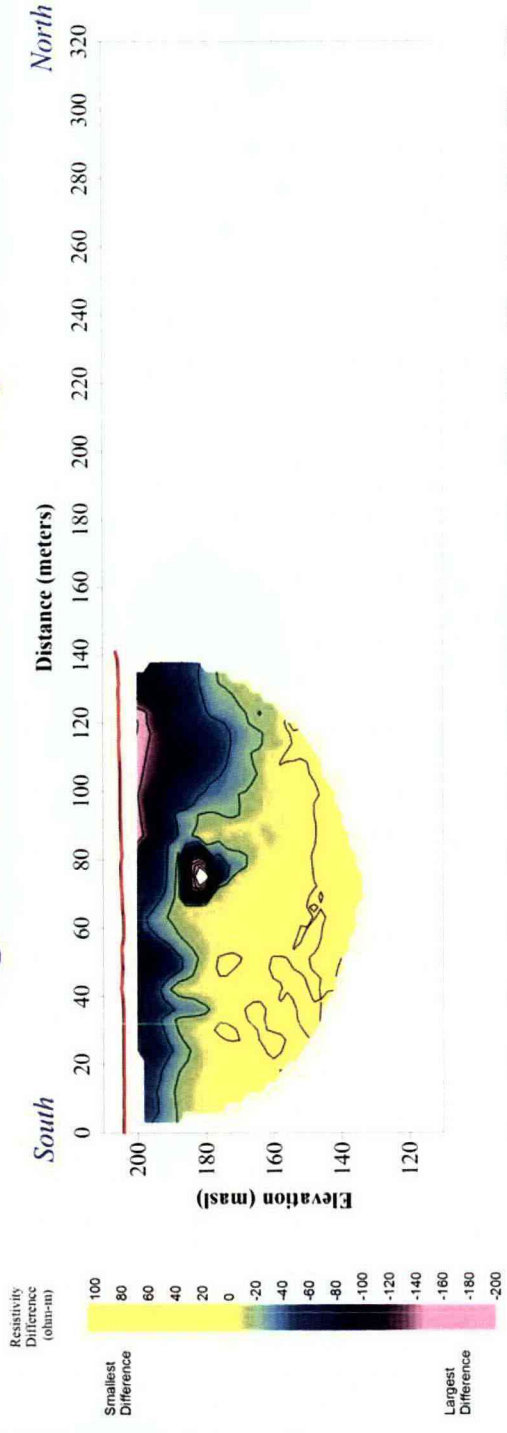 South
North
Distance (meters)
0 20 40 60 80 100 120 140 160 180 200 220 240 260 280 300 320
Elevation (masl)
200
180
160
140
120
Resistivity
Difference
(ohm-m)
Smallest
Difference
100
80
60
40
20
0
-20
-40
-60
-80
-100
-120
-140
-160
-180
-200
Largest
Difference